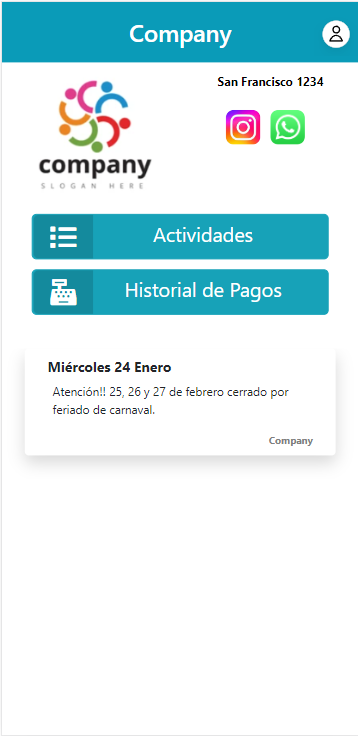 Company
San Francisco 1234
company
SLOGAN HERE
Actividades
Historial de Pagos
Miércoles 24 Enero
Atención!! 25, 26 y 27 de febrero cerrado por
feriado de carnaval.
Company